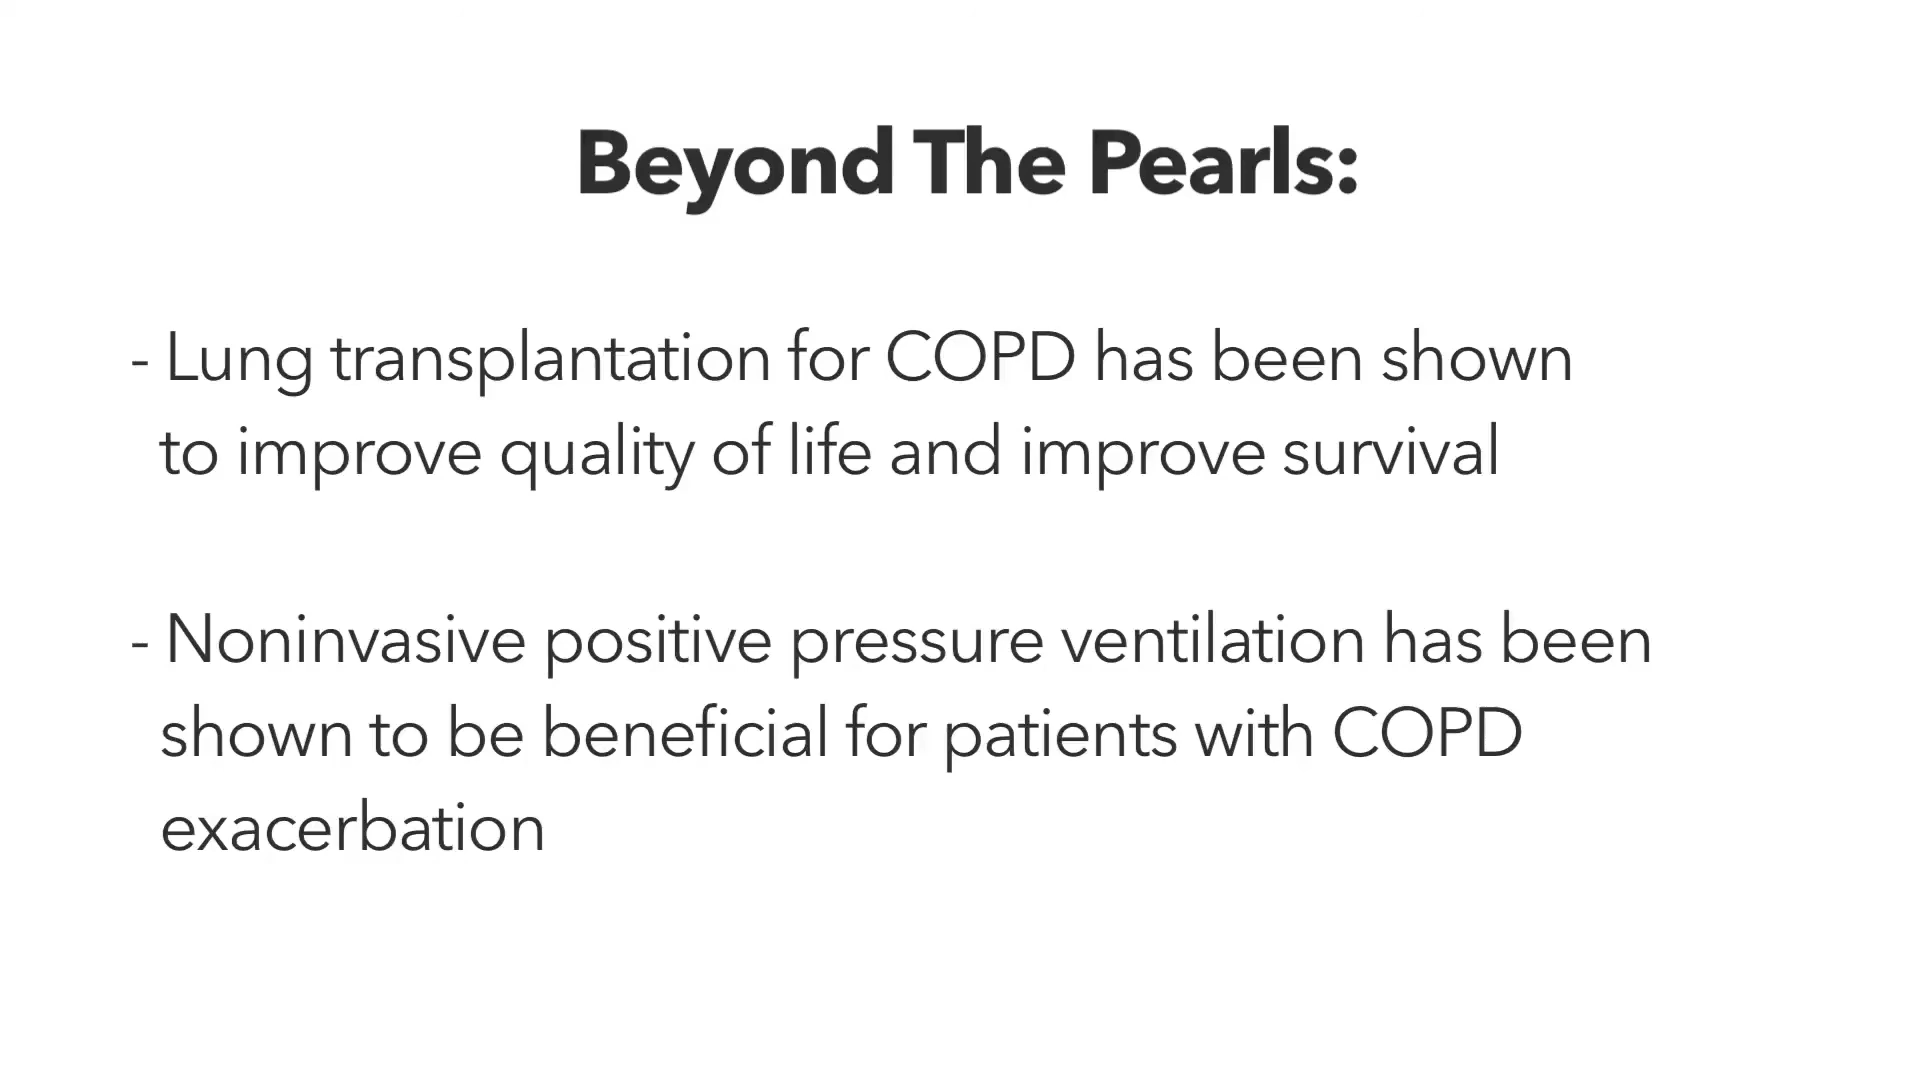 Beyond The Pearls:
- Lung transplantation for COPD has been shown
to improve quality of life and improve survival
- Noninvasive positive pressure ventilation has been
shown to be beneficial for patients with COPD
exacerbation